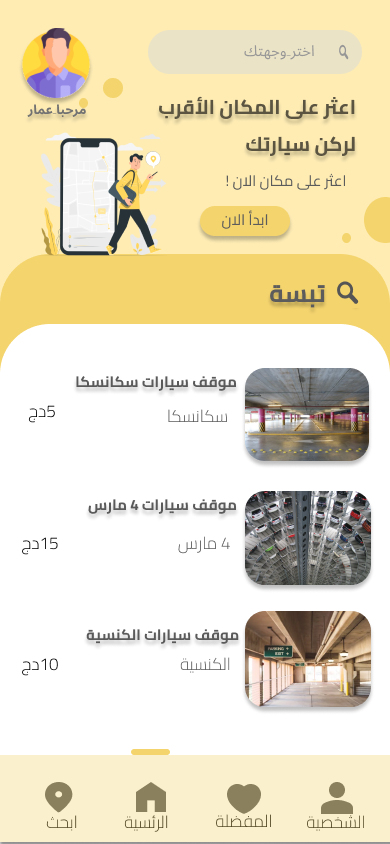 اختر وجهتك
مرحبا عمار
اعثر على المكان الأقرب
لركن سيارتك
اعثر على مكان الان !
ابدأ الان
تبسة
موقف سيارات سكانسكا
سكانسكا
5دج
موقف سيارات 4 مارس
4 مارس
15دج
موقف سيارات الكنسية
الكنسية
10دج
PARKING
EXIT
الشخصية
المفضلة
الرئسية
ابحث